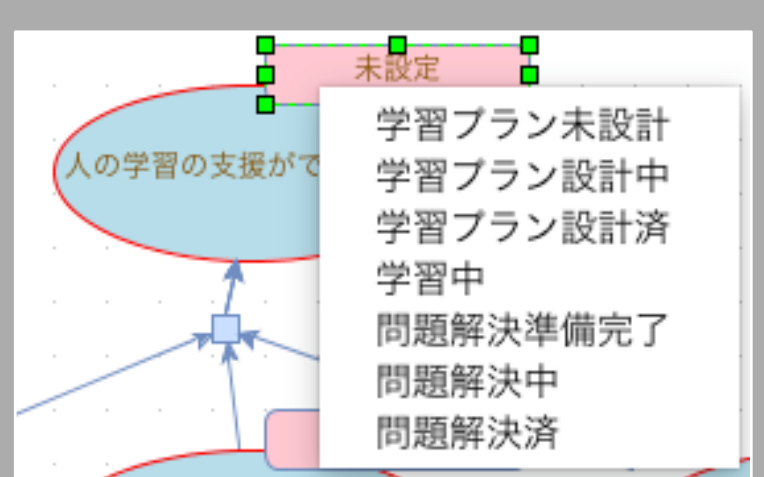 未設定
人の学習の支援がで
学習プラン未設計
学習プラン設計中
学習プラン設計済
学習中
問題解決準備完了
問題解決中
問題解決済